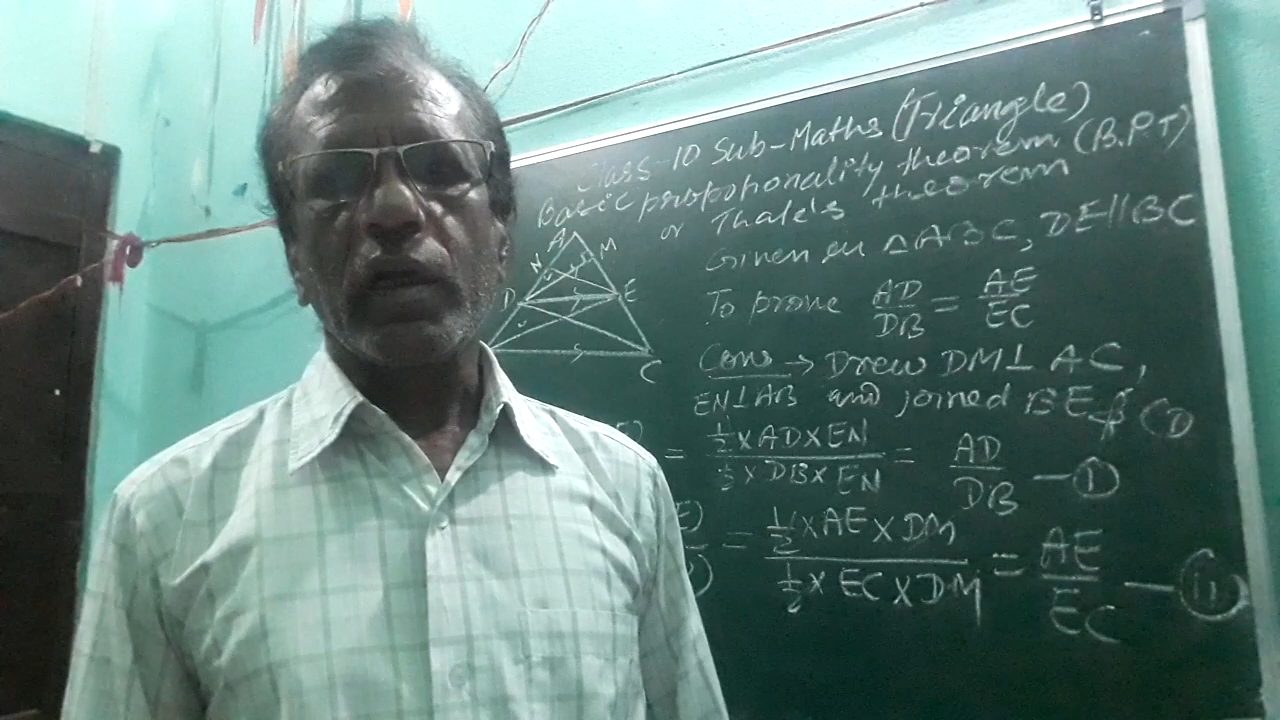 Class-10 Sub-Maths (Triangle)
Basic proportionality theorem (B.P.T)
or Thale's theorem
A
N
M
D
E
C
Given in △ABC, DE||BC
To prove AD/DB = AE/EC
Cons → Drew DM⊥AC,
EN⊥AB and joined BE & CD
= ½×AD×EN / ½×DB×EN = AD/DB — (i)
E) = ½×AE×DM / ½×EC×DM = AE/EC — (ii)